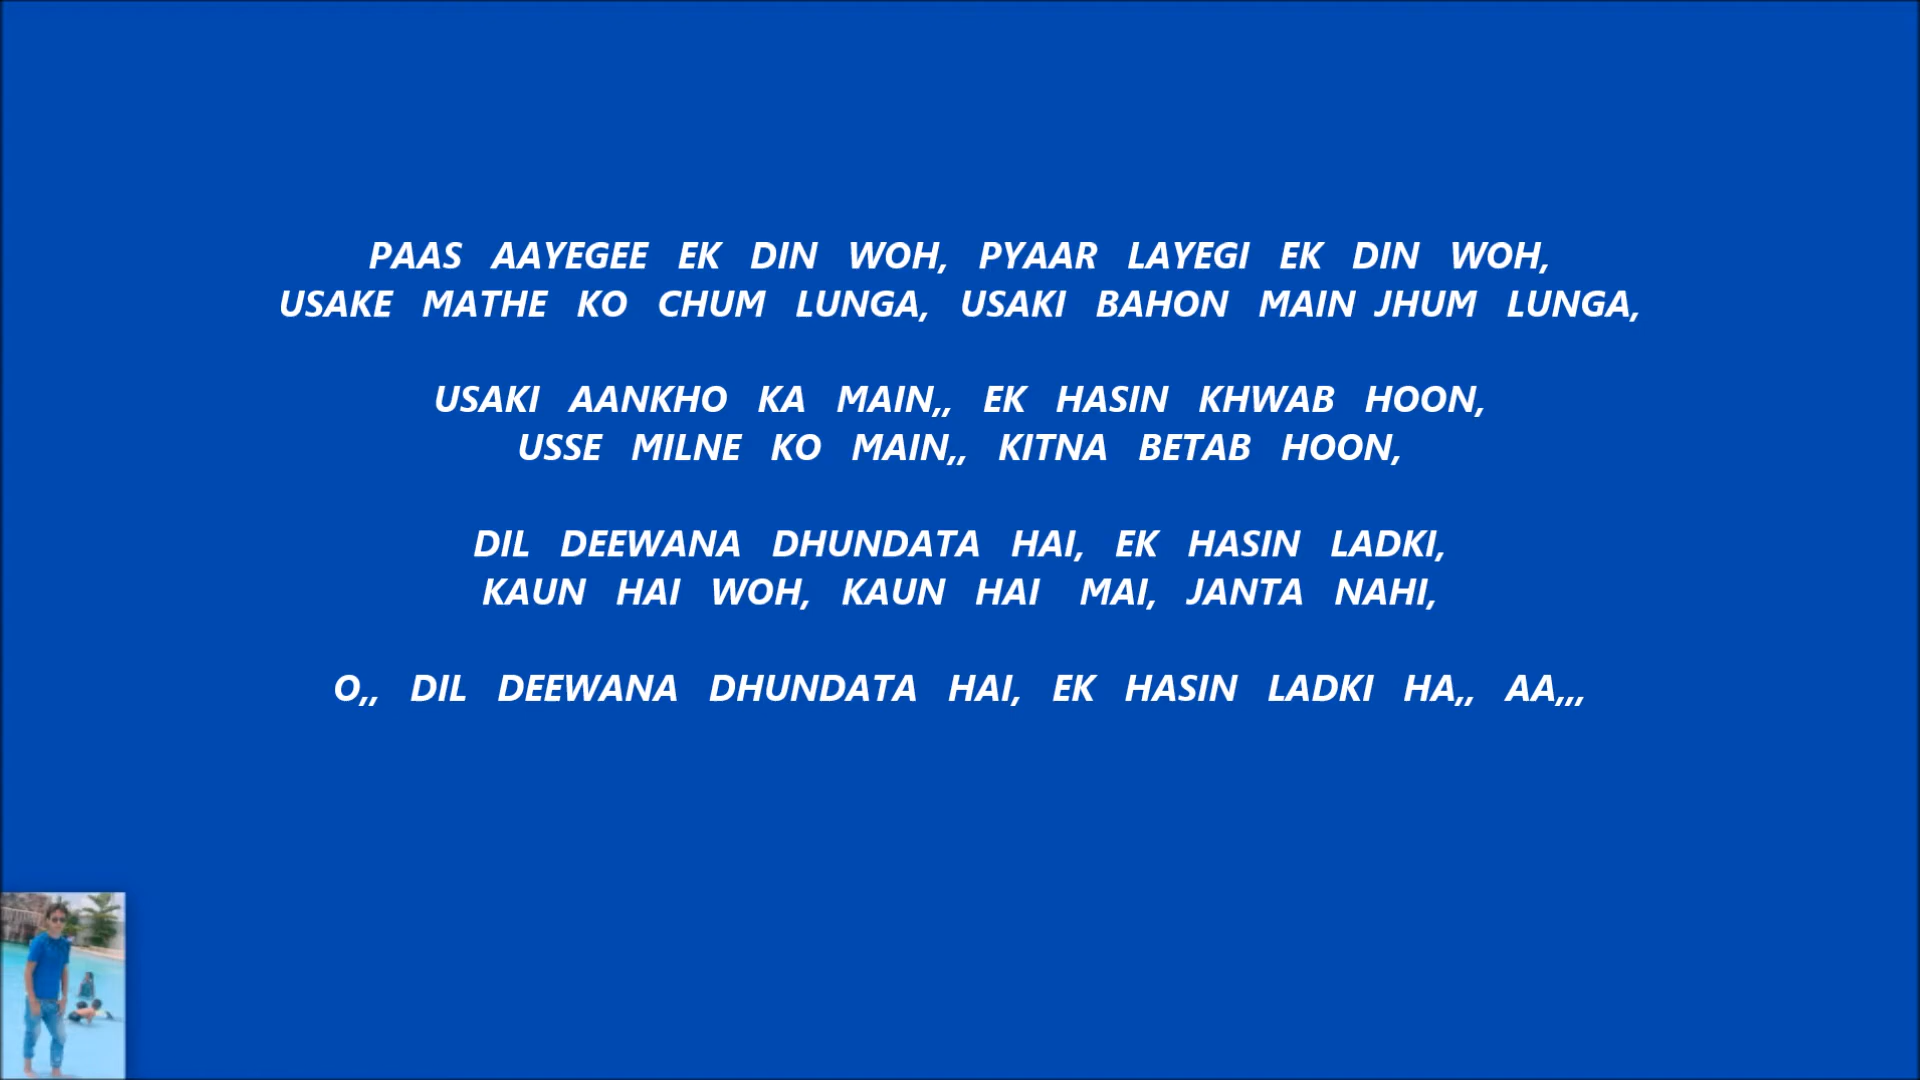 PAAS AAYEGEE EK DIN WOH, PYAAR LAYEGI EK DIN WOH,
USAKE MATHE KO CHUM LUNGA, USAKI BAHON MAIN JHUM LUNGA,
USAKI AANKHO KA MAIN,, EK HASIN KHWAB HOON,
USSE MILNE KO MAIN,, KITNA BETAB HOON,
DIL DEEWANA DHUNDATA HAI, EK HASIN LADKI,
KAUN HAI WOH, KAUN HAI MAI, JANTA NAHI,
O,, DIL DEEWANA DHUNDATA HAI, EK HASIN LADKI HA,, AA,,,